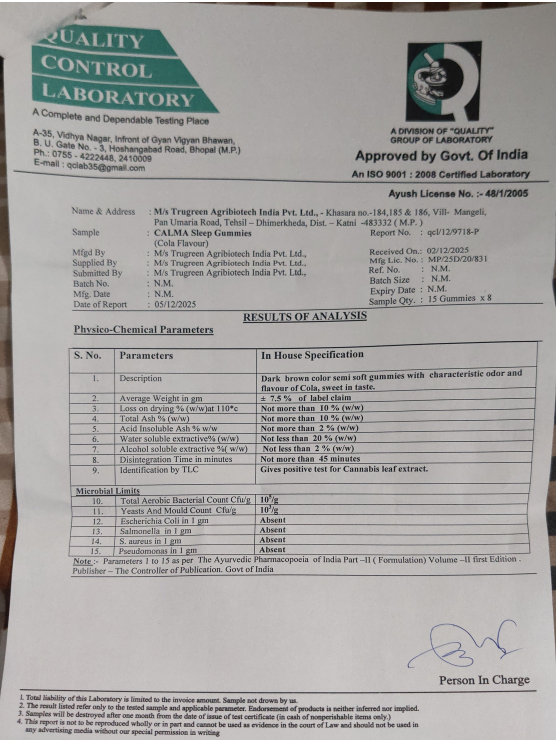 QUALITY
CONTROL
LABORATORY
A Complete and Dependable Testing Place
A-35, Vidhya Nagar, Infront of Gyan Vigyan Bhawan,
B. U. Gate No. - 3, Hoshangabad Road, Bhopal (M.P.)
Ph.: 0755 - 4222448, 2410009
E-mail : qclab35@gmail.com
A DIVISION OF "QUALITY"
GROUP OF LABORATORY
Approved by Govt. Of India
An ISO 9001 : 2008 Certified Laboratory
Ayush License No. :- 48/1/2005
Name & Address : M/s Trugreen Agribiotech India Pvt. Ltd., - Khasara no.-184,185 & 186, Vill- Mangeli,
Pan Umaria Road, Tehsil – Dhimerkheda, Dist. – Katni -483332 ( M.P. )
Sample : CALMA Sleep Gummies Report No. : qcl/12/9718-P
(Cola Flavour)
Mfgd By : M/s Trugreen Agribiotech India Pvt. Ltd., Received On.: 02/12/2025
Supplied By : M/s Trugreen Agribiotech India Pvt. Ltd., Mfg Lic. No. : MP/25D/20/831
Submitted By : M/s Trugreen Agribiotech India Pvt. Ltd., Ref. No. : N.M.
Batch No. : N.M. Batch Size : N.M.
Mfg. Date : N.M. Expiry Date : N.M.
Date of Report : 05/12/2025 Sample Qty. : 15 Gummies x 8
RESULTS OF ANALYSIS
Physico-Chemical Parameters
S. No. Parameters In House Specification
1. Description Dark brown color semi soft gummies with characteristic odor and
flavour of Cola, sweet in taste.
2. Average Weight in gm ± 7.5 % of label claim
3. Loss on drying % (w/w)at 110°c Not more than 10 % (w/w)
4. Total Ash % (w/w) Not more than 10 % (w/w)
5. Acid Insoluble Ash % w/w Not more than 2 % (w/w)
6. Water soluble extractive% (w/w) Not less than 20 % (w/w)
7. Alcohol soluble extractive %( w/w) Not less than 2 % (w/w)
8. Disintegration Time in minutes Not more than 45 minutes
9. Identification by TLC Gives positive test for Cannabis leaf extract.
Microbial Limits
10. Total Aerobic Bacterial Count Cfu/g
11. Yeasts And Mould Count Cfu/g
12. Escherichia Coli in 1 gm Absent
13. Salmonella in 1 gm Absent
14. S. aureus in 1 gm Absent
15. Pseudomonas in 1 gm Absent
Note :- Parameters 1 to 15 as per The Ayurvedic Pharmacopoeia of India Part –II ( Formulation) Volume –II first Edition .
Publisher – The Controller of Publication. Govt of India
Person In Charge
1. Total liability of this Laboratory is limited to the invoice amount. Sample not drawn by us.
2. The result listed refer only to the tested sample and applicable parameter. Endorsement of products is neither inferred nor implied.
3. Samples will be destroyed after one month from the date of issue of test certificate (in cash of nonperishable items only.)
4. This report is not to be reproduced wholly or in part and cannot be used as evidence in the court of Law and should not be used in
any advertising media without our special permission in writing